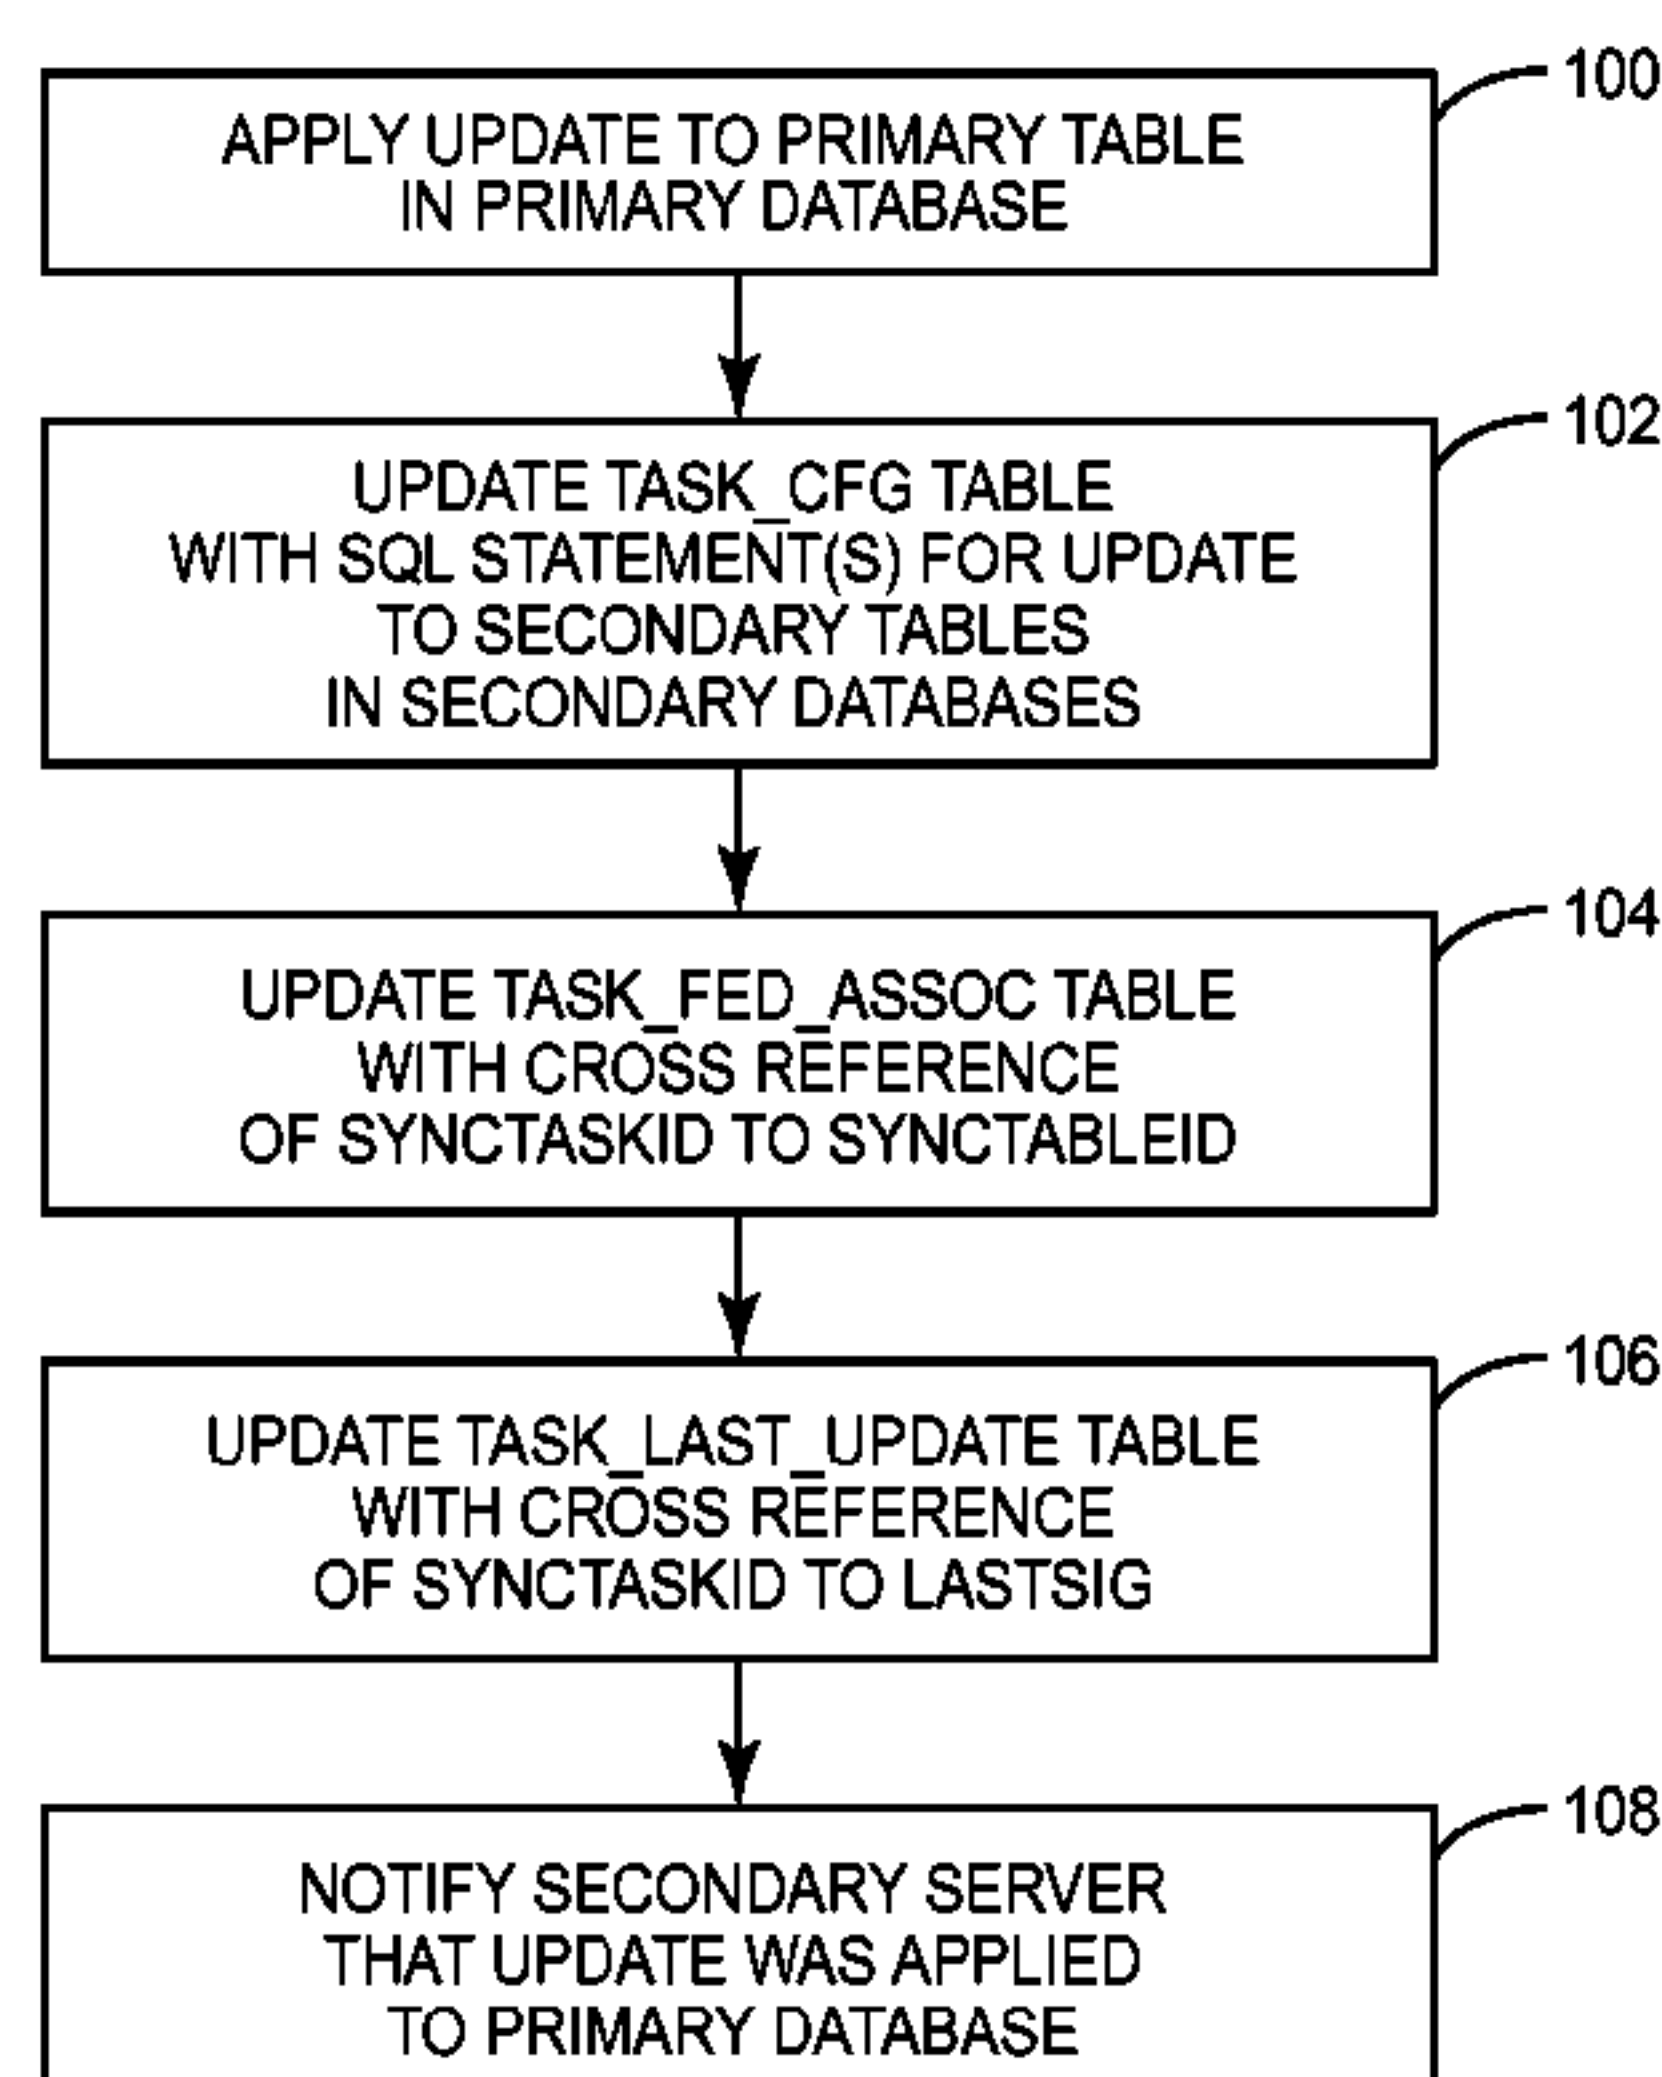 100
APPLY UPDATE TO PRIMARY TABLE
IN PRIMARY DATABASE
102
UPDATE TASK_CFG TABLE
WITH SQL STATEMENT(S) FOR UPDATE
TO SECONDARY TABLES
IN SECONDARY DATABASES
104
UPDATE TASK_FED_ASSOC TABLE
WITH CROSS REFERENCE
OF SYNCTASKID TO SYNCTABLEID
106
UPDATE TASK_LAST_UPDATE TABLE
WITH CROSS REFERENCE
OF SYNCTASKID TO LASTSIG
108
NOTIFY SECONDARY SERVER
THAT UPDATE WAS APPLIED
TO PRIMARY DATABASE